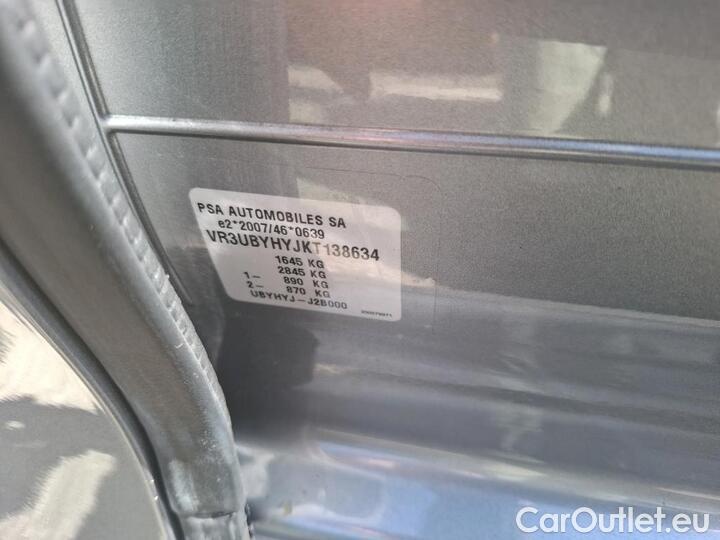 PSA AUTOMOBILES SA
e2*2007/46*0639
VR3UBYHYJKT138634
1645 KG
2845 KG
1- 890 KG
2- 870 KG
UBYHYJ-J2B000
CarOutlet.eu